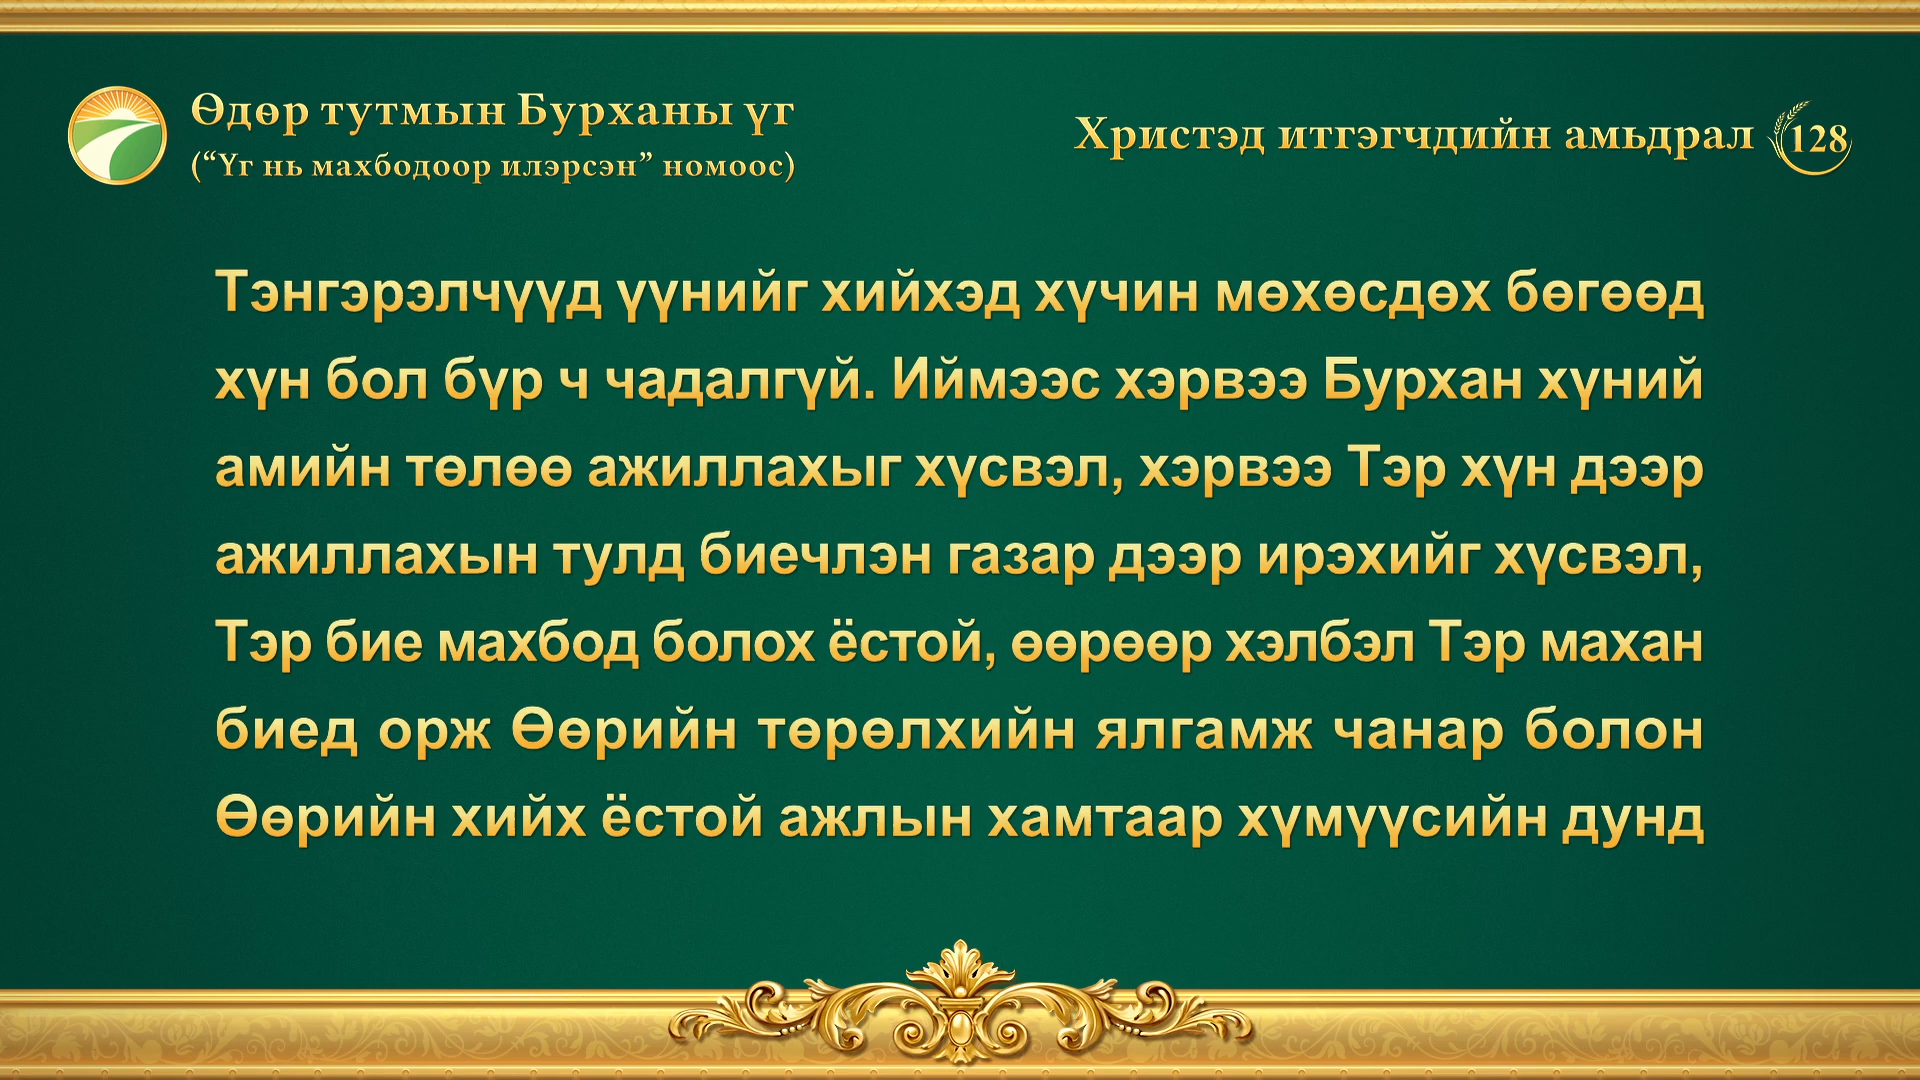 Өдөр тутмын Бурханы үг
(“Үг нь махбодоор илэрсэн” номоос)
Христэд итгэгчдийн амьдрал 128
Тэнгэрэлчүүд үүнийг хийхэд хүчин мөхөсдөх бөгөөд
хүн бол бүр ч чадалгүй. Иймээс хэрвээ Бурхан хүний
амийн төлөө ажиллахыг хүсвэл, хэрвээ Тэр хүн дээр
ажиллахын тулд биечлэн газар дээр ирэхийг хүсвэл,
Тэр бие махбод болох ёстой, өөрөөр хэлбэл Тэр махан
биед орж Өөрийн төрөлхийн ялгамж чанар болон
Өөрийн хийх ёстой ажлын хамтаар хүмүүсийн дунд